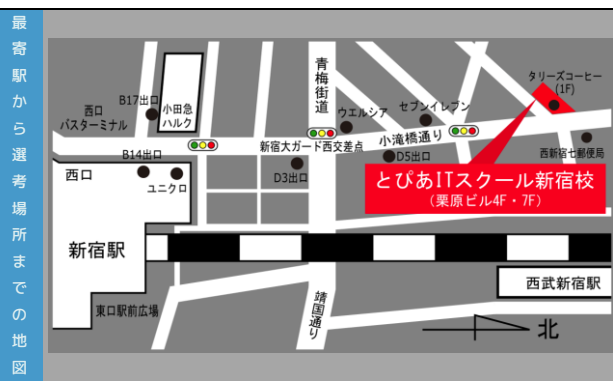 最寄駅から選考場所までの地図
タリーズコーヒー
(1F)
青梅街道
B17出口
小田急
ハルク
西口
バスターミナル
ウエルシア
セブンイレブン
小滝橋通り
新宿大ガード西交差点
西新宿七郵便局
B14出口
D3出口
D5出口
西口
ユニクロ
とぴあITスクール新宿校
(栗原ビル4F・7F)
新宿駅
西武新宿駅
東口駅前広場
靖国通り
北